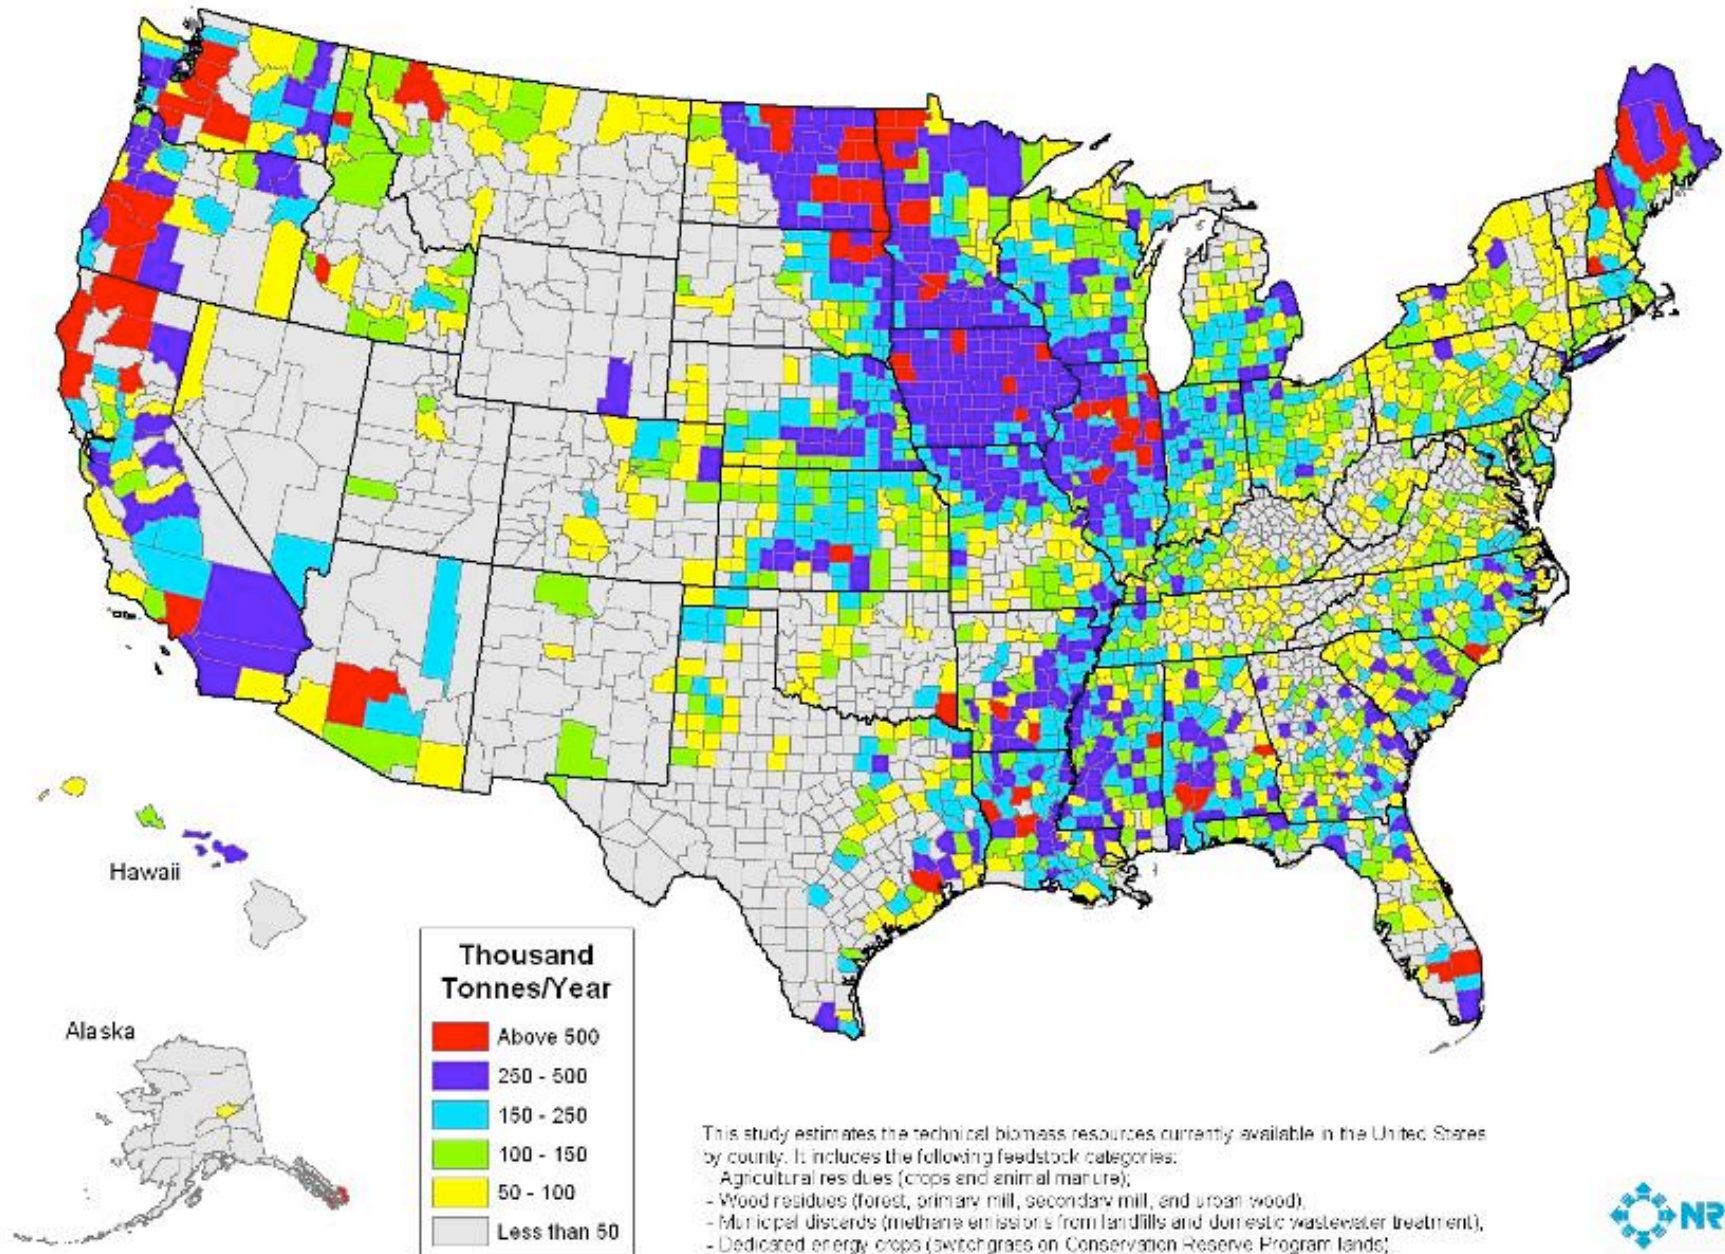 Hawaii
Alaska
Thousand
Tonnes/Year
Above 500
250 - 500
150 - 250
100 - 150
50 - 100
Less than 50
This study estimates the technical biomass resources currently available in the United States
by county. It includes the following feedstock categories:
- Agricultural residues (crops and animal manure);
- Wood residues (forest, primary mill, secondary mill, and urban wood);
- Municipal discards (methane emissions from landfills and domestic wastewater treatment);
- Dedicated energy crops (switchgrass on Conservation Reserve Program lands)
NR